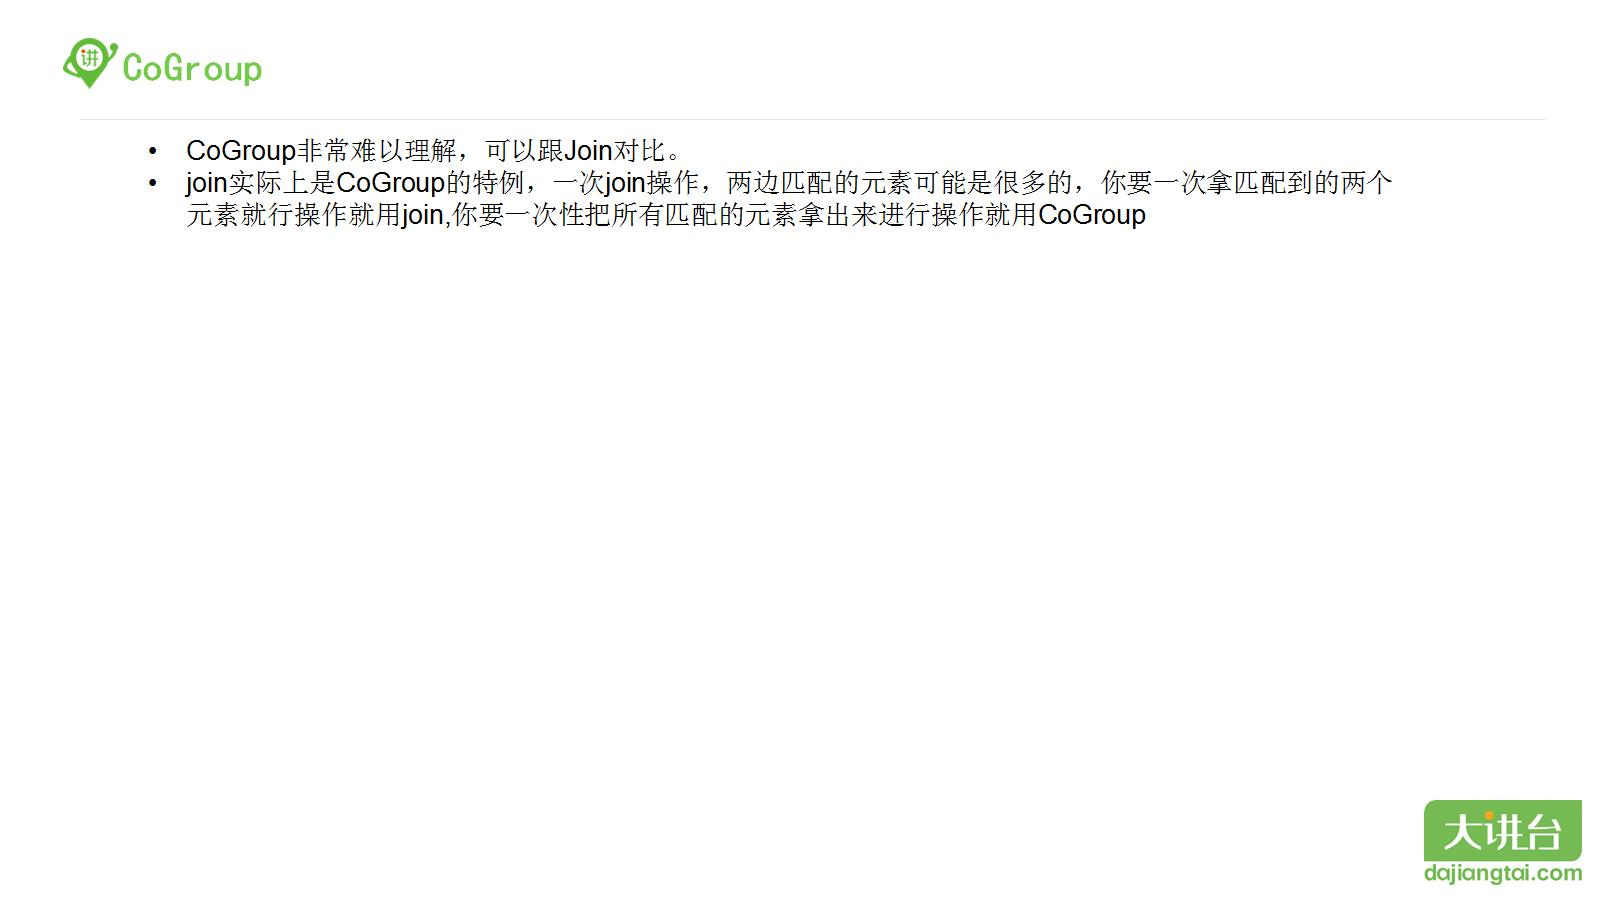 讲 CoGroup
• CoGroup非常难以理解，可以跟Join对比。
• join实际上是CoGroup的特例，一次join操作，两边匹配的元素可能是很多的，你要一次拿匹配到的两个
元素就行操作就用join,你要一次性把所有匹配的元素拿出来进行操作就用CoGroup
大讲台
dajiangtai.com